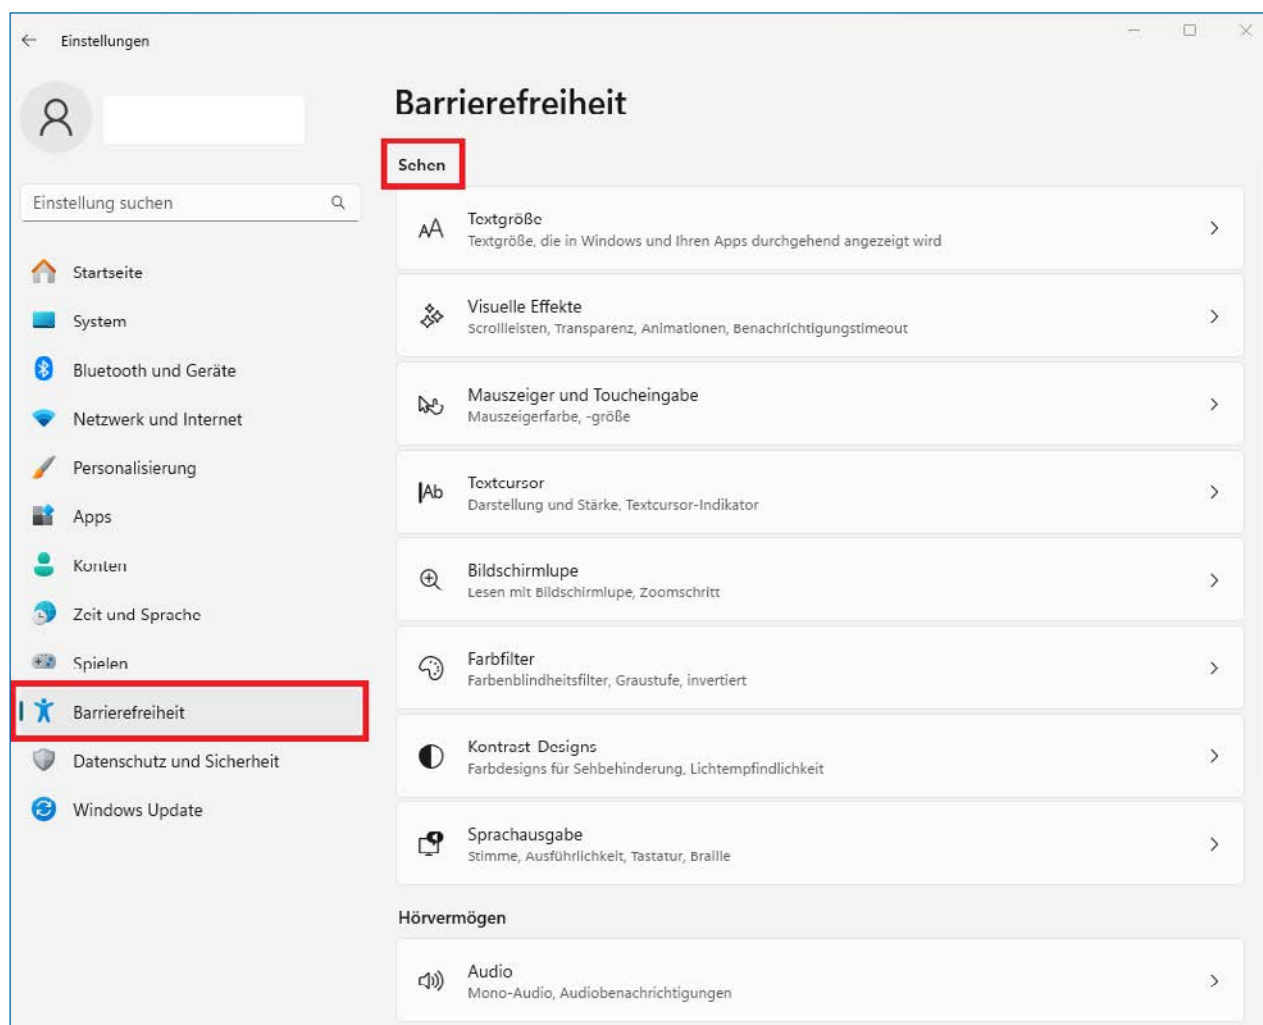 Einstellungen
Barrierefreiheit
Sehen
Einstellung suchen
Startseite
System
Bluetooth und Geräte
Netzwerk und Internet
Personalisierung
Apps
Konten
Zeit und Sprache
Spielen
Barrierefreiheit
Datenschutz und Sicherheit
Windows Update
Textgröße
Textgröße, die in Windows und Ihren Apps durchgehend angezeigt wird
Visuelle Effekte
Scrollleisten, Transparenz, Animationen, Benachrichtigungstimeout
Mauszeiger und Toucheingabe
Mauszeigerfarbe, -größe
Ab
Textcursor
Darstellung und Stärke, Textcursor-Indikator
Bildschirmlupe
Lesen mit Bildschirmlupe, Zoomschritt
Farbfilter
Farbenblindheitsfilter, Graustufe, invertiert
Kontrast-Designs
Farbdesigns für Sehbehinderung, Lichtempfindlichkeit
Sprachausgabe
Stimme, Ausführlichkeit, Tastatur, Braille
Hörvermögen
Audio
Mono-Audio, Audiobenachrichtigungen